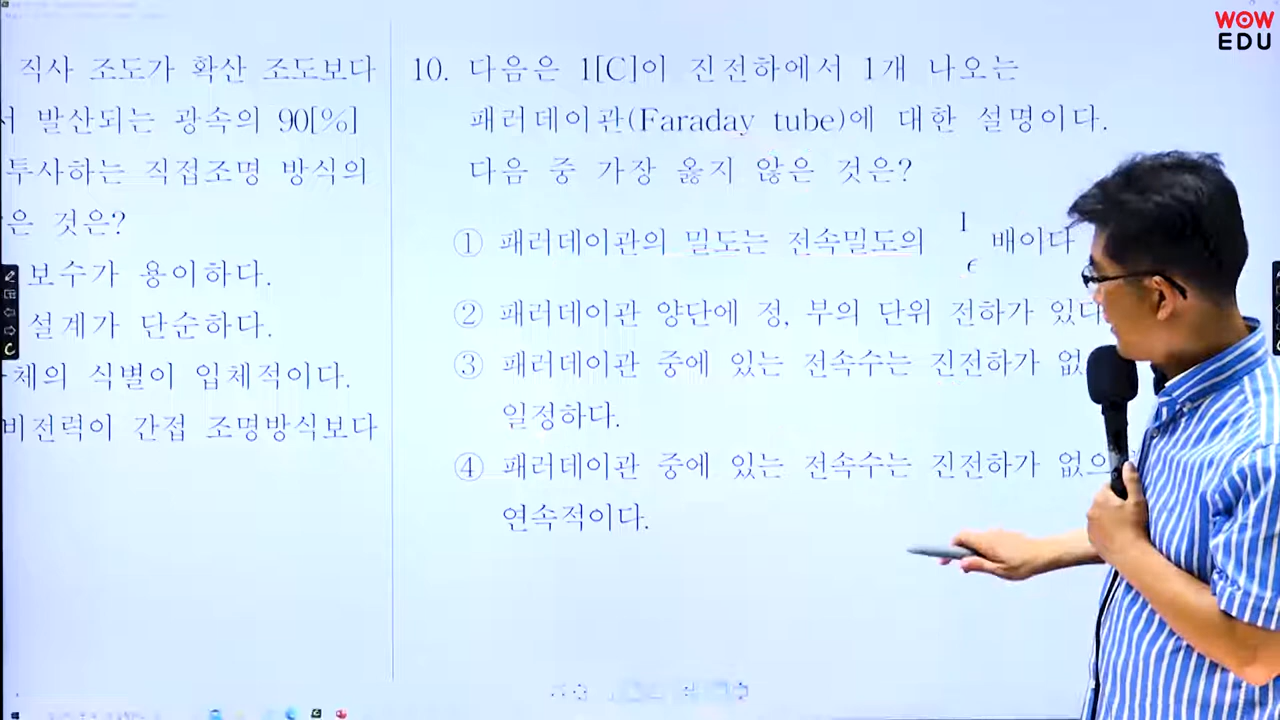 WOW
EDU
직사 조도가 확산 조도보다
발산되는 광속의 90[%]
투사하는 직접조명 방식의
은 것은?
보수가 용이하다.
설계가 단순하다.
체의 식별이 입체적이다.
비전력이 간접 조명방식보다
10. 다음은 1[C]이 진전하에서 1개 나오는
패러데이관(Faraday tube)에 대한 설명이다.
다음 중 가장 옳지 않은 것은?
① 패러데이관의 밀도는 전속밀도의 1/ϵ 배이다
② 패러데이관 양단에 정, 부의 단위 전하가 있다
③ 패러데이관 중에 있는 전속수는 진전하가 없
일정하다.
④ 패러데이관 중에 있는 전속수는 진전하가 없으
연속적이다.